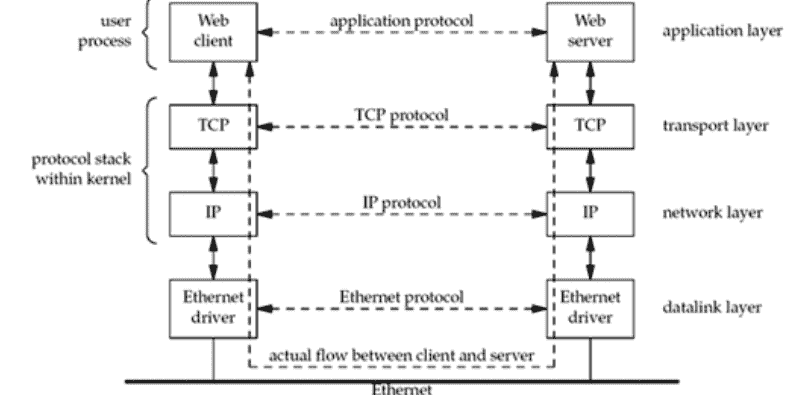 user
process
Web
client
application protocol
Web
server
application layer
protocol stack
within kernel
TCP
TCP protocol
TCP
transport layer
IP
IP protocol
IP
network layer
Ethernet
driver
Ethernet protocol
Ethernet
driver
datalink layer
actual flow between client and server
Ethernet